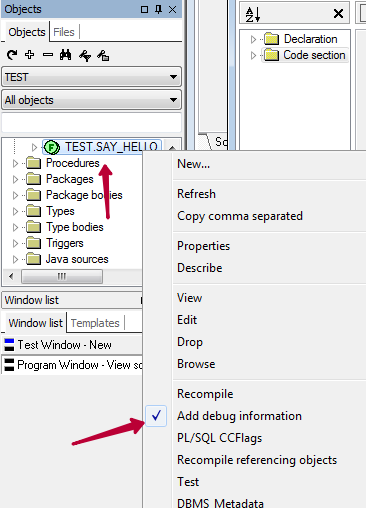 Objects
Objects Files
TEST
All objects
TEST.SAY_HELLO
Procedures
Packages
Package bodies
Types
Type bodies
Triggers
Java sources
Window list
Window list Templates
Test Window - New
Program Window - View
Declaration
Code section
New...
Refresh
Copy comma separated
Properties
Describe
View
Edit
Drop
Browse
Recompile
Add debug information
PL/SQL CCFlags
Recompile referencing objects
Test
DBMS_Metadata